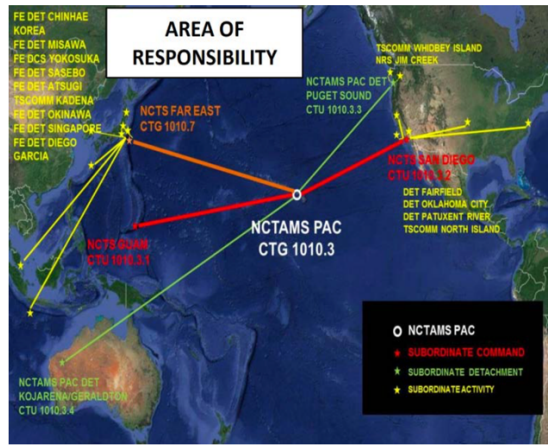 AREA OF
RESPONSIBILITY
FE DET CHINHAE
KOREA
FE DET MISAWA
FE DCS YOKOSUKA
FE DET SASEBO
FE DET ATSUGI
TSCOMM KADENA
FE DET OKINAWA
FE DET SINGAPORE
FE DET DIEGO
GARCIA
NCTS FAR EAST
CTG 1010.7
NCTAMS PAC DET
PUGET SOUND
CTU 1010.3.3
TSCOMM WHIDBEY ISLAND
NRS JIM CREEK
NCTS SAN DIEGO
CTU 1010.3.2
DET FAIRFIELD
DET OKLAHOMA CITY
DET PATUXENT RIVER
TSCOMM NORTH ISLAND
NCTAMS PAC
CTG 1010.3
NCTS GUAM
CTU 1010.3.1
NCTAMS PAC DET
KOJARENA/GERALDTON
CTU 1010.3.4
NCTAMS PAC
SUBORDINATE COMMAND
SUBORDINATE DETACHMENT
SUBORDINATE ACTIVITY